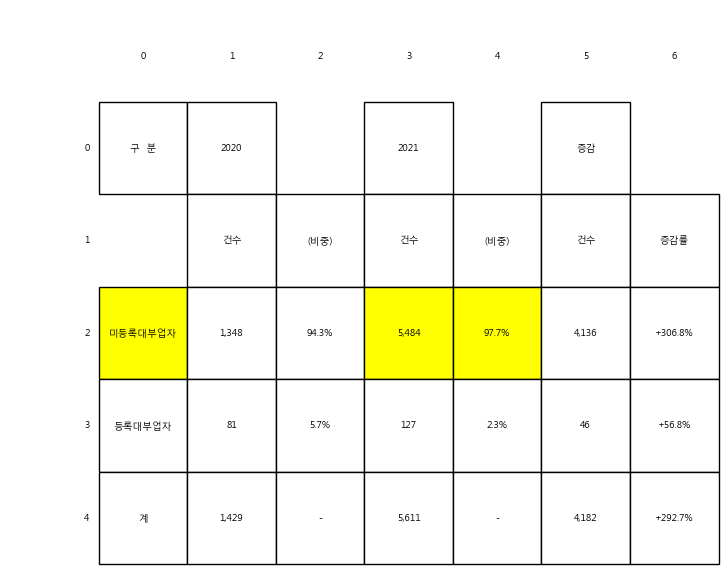 0 1 2 3 4 5 6
0 구 분 2020 2021 증감
1 건수 (비중) 건수 (비중) 건수 증감률
2 미등록대부업자 1,348 94.3% 5,484 97.7% 4,136 +306.8%
3 등록대부업자 81 5.7% 127 2.3% 46 +56.8%
4 계 1,429 - 5,611 - 4,182 +292.7%